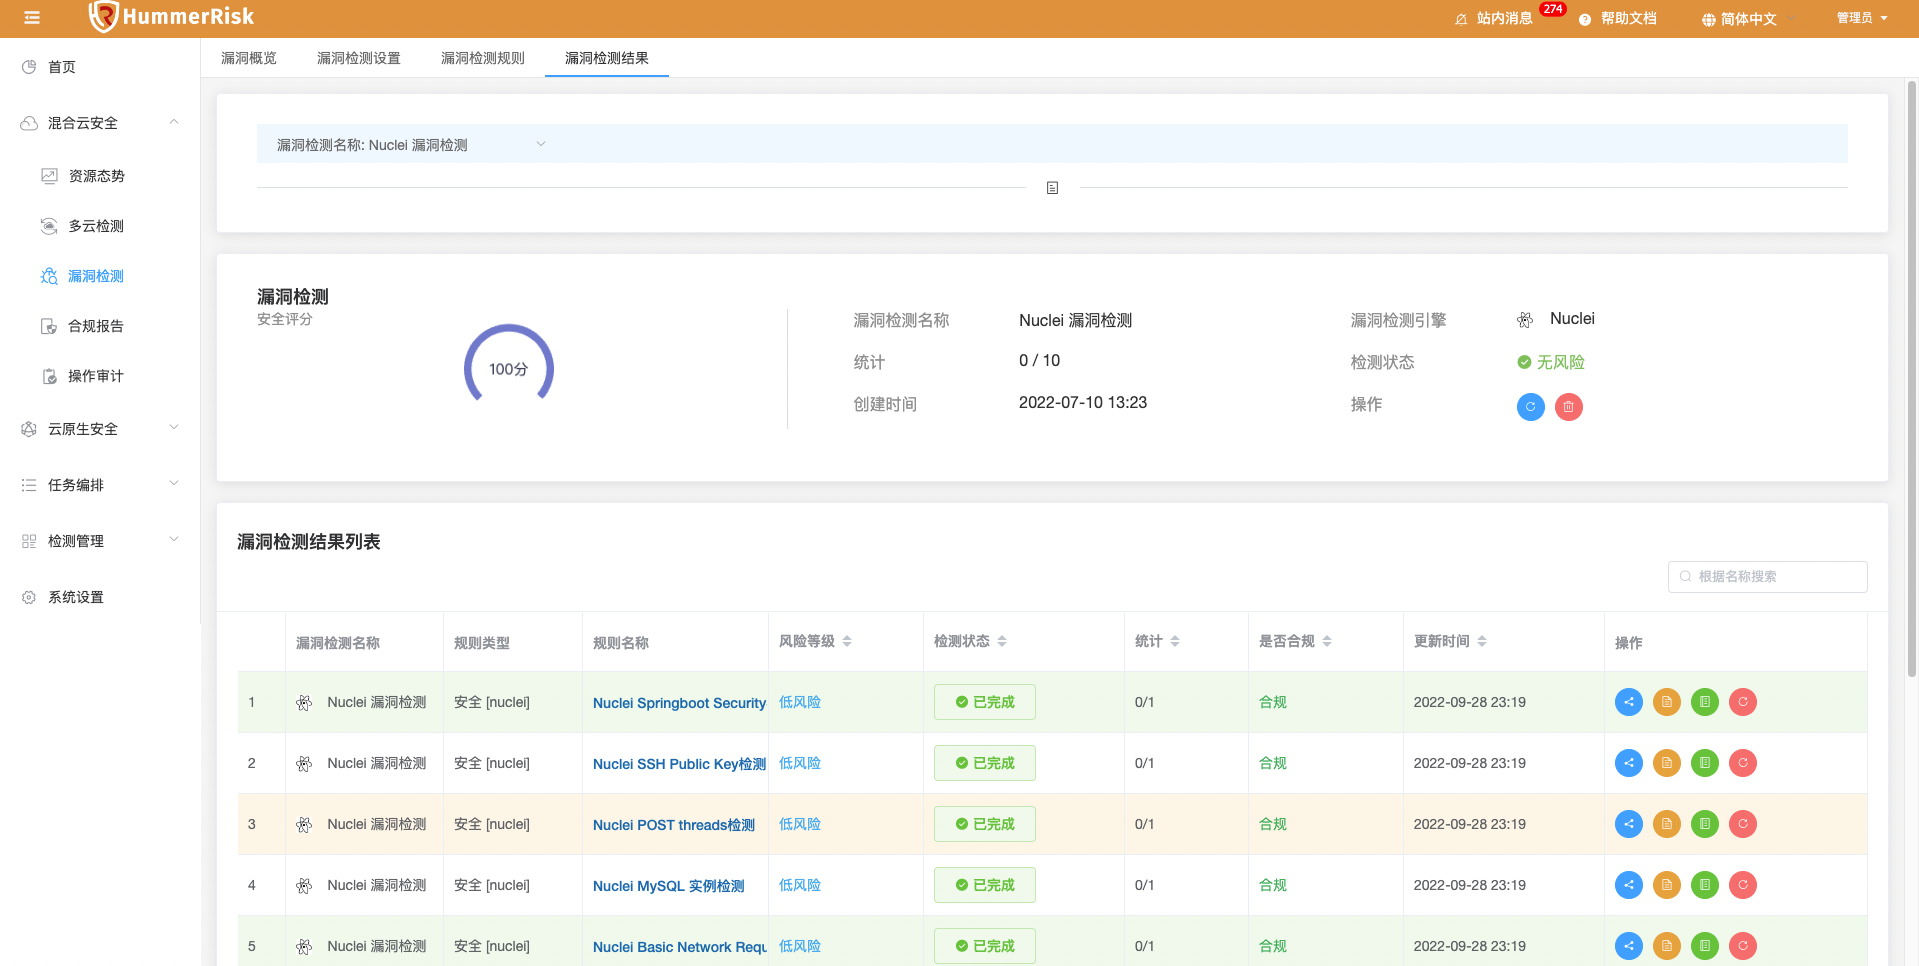 HummerRisk
站内消息 274 帮助文档 简体中文 管理员
首页
混合云安全
资源态势
多云检测
漏洞检测
合规报告
操作审计
云原生安全
任务编排
检测管理
系统设置
漏洞概览 漏洞检测设置 漏洞检测规则 漏洞检测结果
漏洞检测名称: Nuclei 漏洞检测
漏洞检测
安全评分
100分
漏洞检测名称 Nuclei 漏洞检测 漏洞检测引擎 Nuclei
统计 0 / 10 检测状态 无风险
创建时间 2022-07-10 13:23 操作
漏洞检测结果列表
根据名称搜索
漏洞检测名称 规则类型 规则名称 风险等级 检测状态 统计 是否合规 更新时间 操作
1 Nuclei 漏洞检测 安全 [nuclei] Nuclei Springboot Security 低风险 已完成 0/1 合规 2022-09-28 23:19
2 Nuclei 漏洞检测 安全 [nuclei] Nuclei SSH Public Key检测 低风险 已完成 0/1 合规 2022-09-28 23:19
3 Nuclei 漏洞检测 安全 [nuclei] Nuclei POST threads检测 低风险 已完成 0/1 合规 2022-09-28 23:19
4 Nuclei 漏洞检测 安全 [nuclei] Nuclei MySQL 实例检测 低风险 已完成 0/1 合规 2022-09-28 23:19
5 Nuclei 漏洞检测 安全 [nuclei] Nuclei Basic Network Requ 低风险 已完成 0/1 合规 2022-09-28 23:19